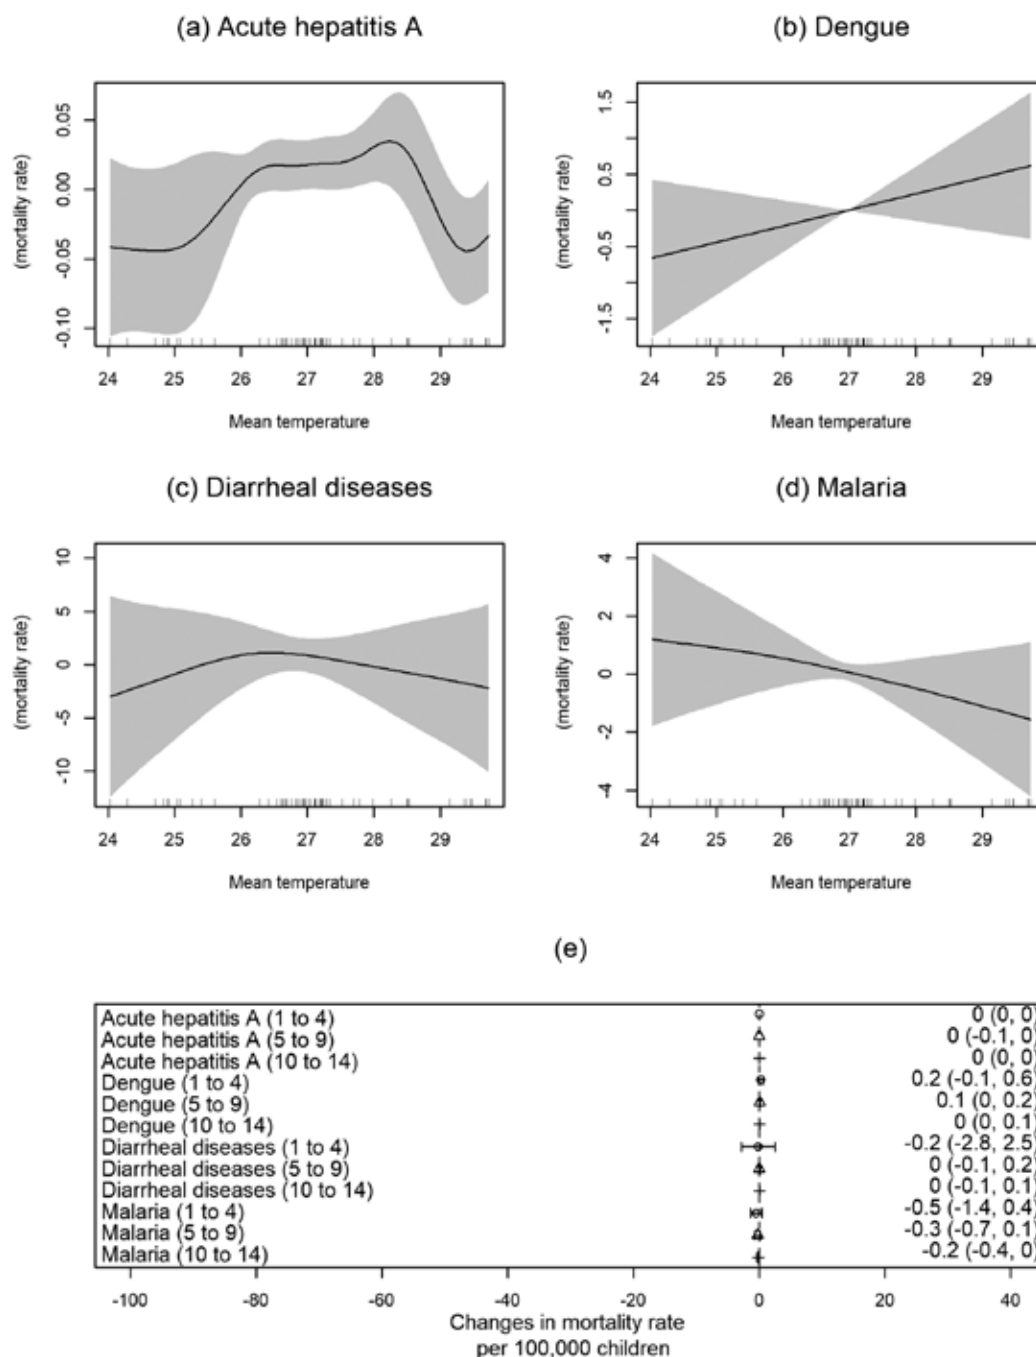 (a) Acute hepatitis A
(mortality rate)
0.05
0.00
-0.05
-0.10
24 25 26 27 28 29
Mean temperature
(b) Dengue
(mortality rate)
1.5
0.5
-0.5
-1.5
24 25 26 27 28 29
Mean temperature
(c) Diarrheal diseases
(mortality rate)
10
5
0
-5
-10
24 25 26 27 28 29
Mean temperature
(d) Malaria
(mortality rate)
4
2
0
-2
-4
24 25 26 27 28 29
Mean temperature
(e)
Acute hepatitis A (1 to 4) 0 (0, 0)
Acute hepatitis A (5 to 9) 0 (-0.1, 0)
Acute hepatitis A (10 to 14) 0 (0, 0)
Dengue (1 to 4) 0.2 (-0.1, 0.6)
Dengue (5 to 9) 0.1 (0, 0.2)
Dengue (10 to 14) 0 (0, 0.1)
Diarrheal diseases (1 to 4) -0.2 (-2.8, 2.5)
Diarrheal diseases (5 to 9) 0 (-0.1, 0.2)
Diarrheal diseases (10 to 14) 0 (-0.1, 0.1)
Malaria (1 to 4) -0.5 (-1.4, 0.4)
Malaria (5 to 9) -0.3 (-0.7, 0.1)
Malaria (10 to 14) -0.2 (-0.4, 0)
-100 -80 -60 -40 -20 0 20 40
Changes in mortality rate
per 100,000 children